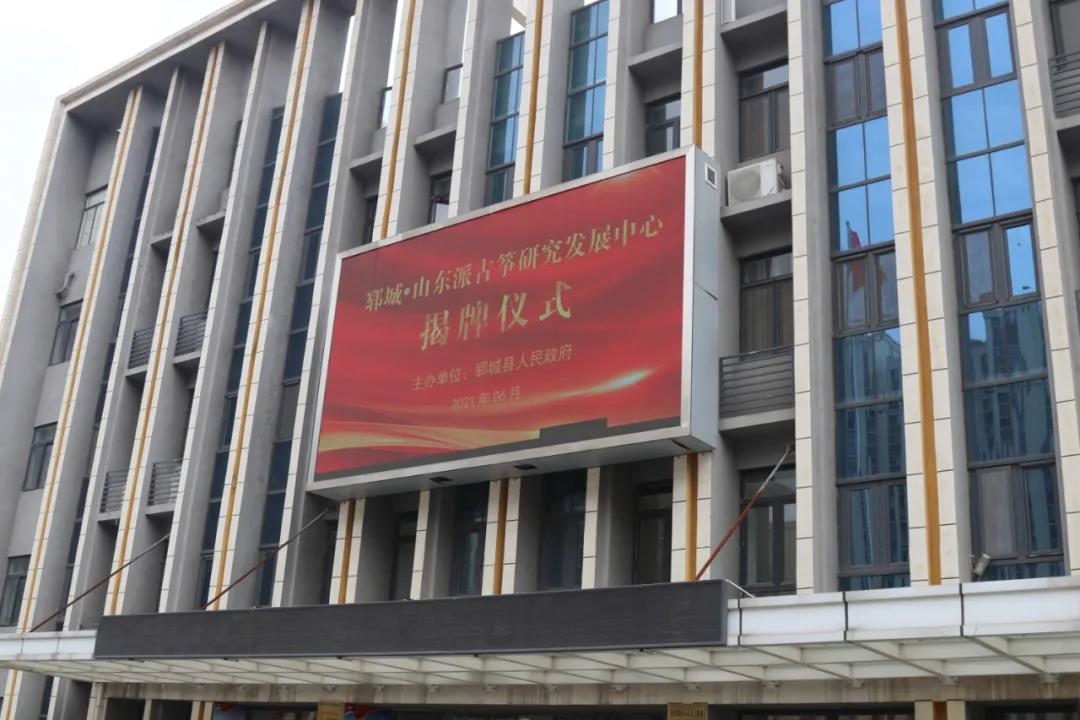 郓城•山东派古筝研究发展中心
揭牌仪式
主办单位：郓城县人民政府
2021年06月